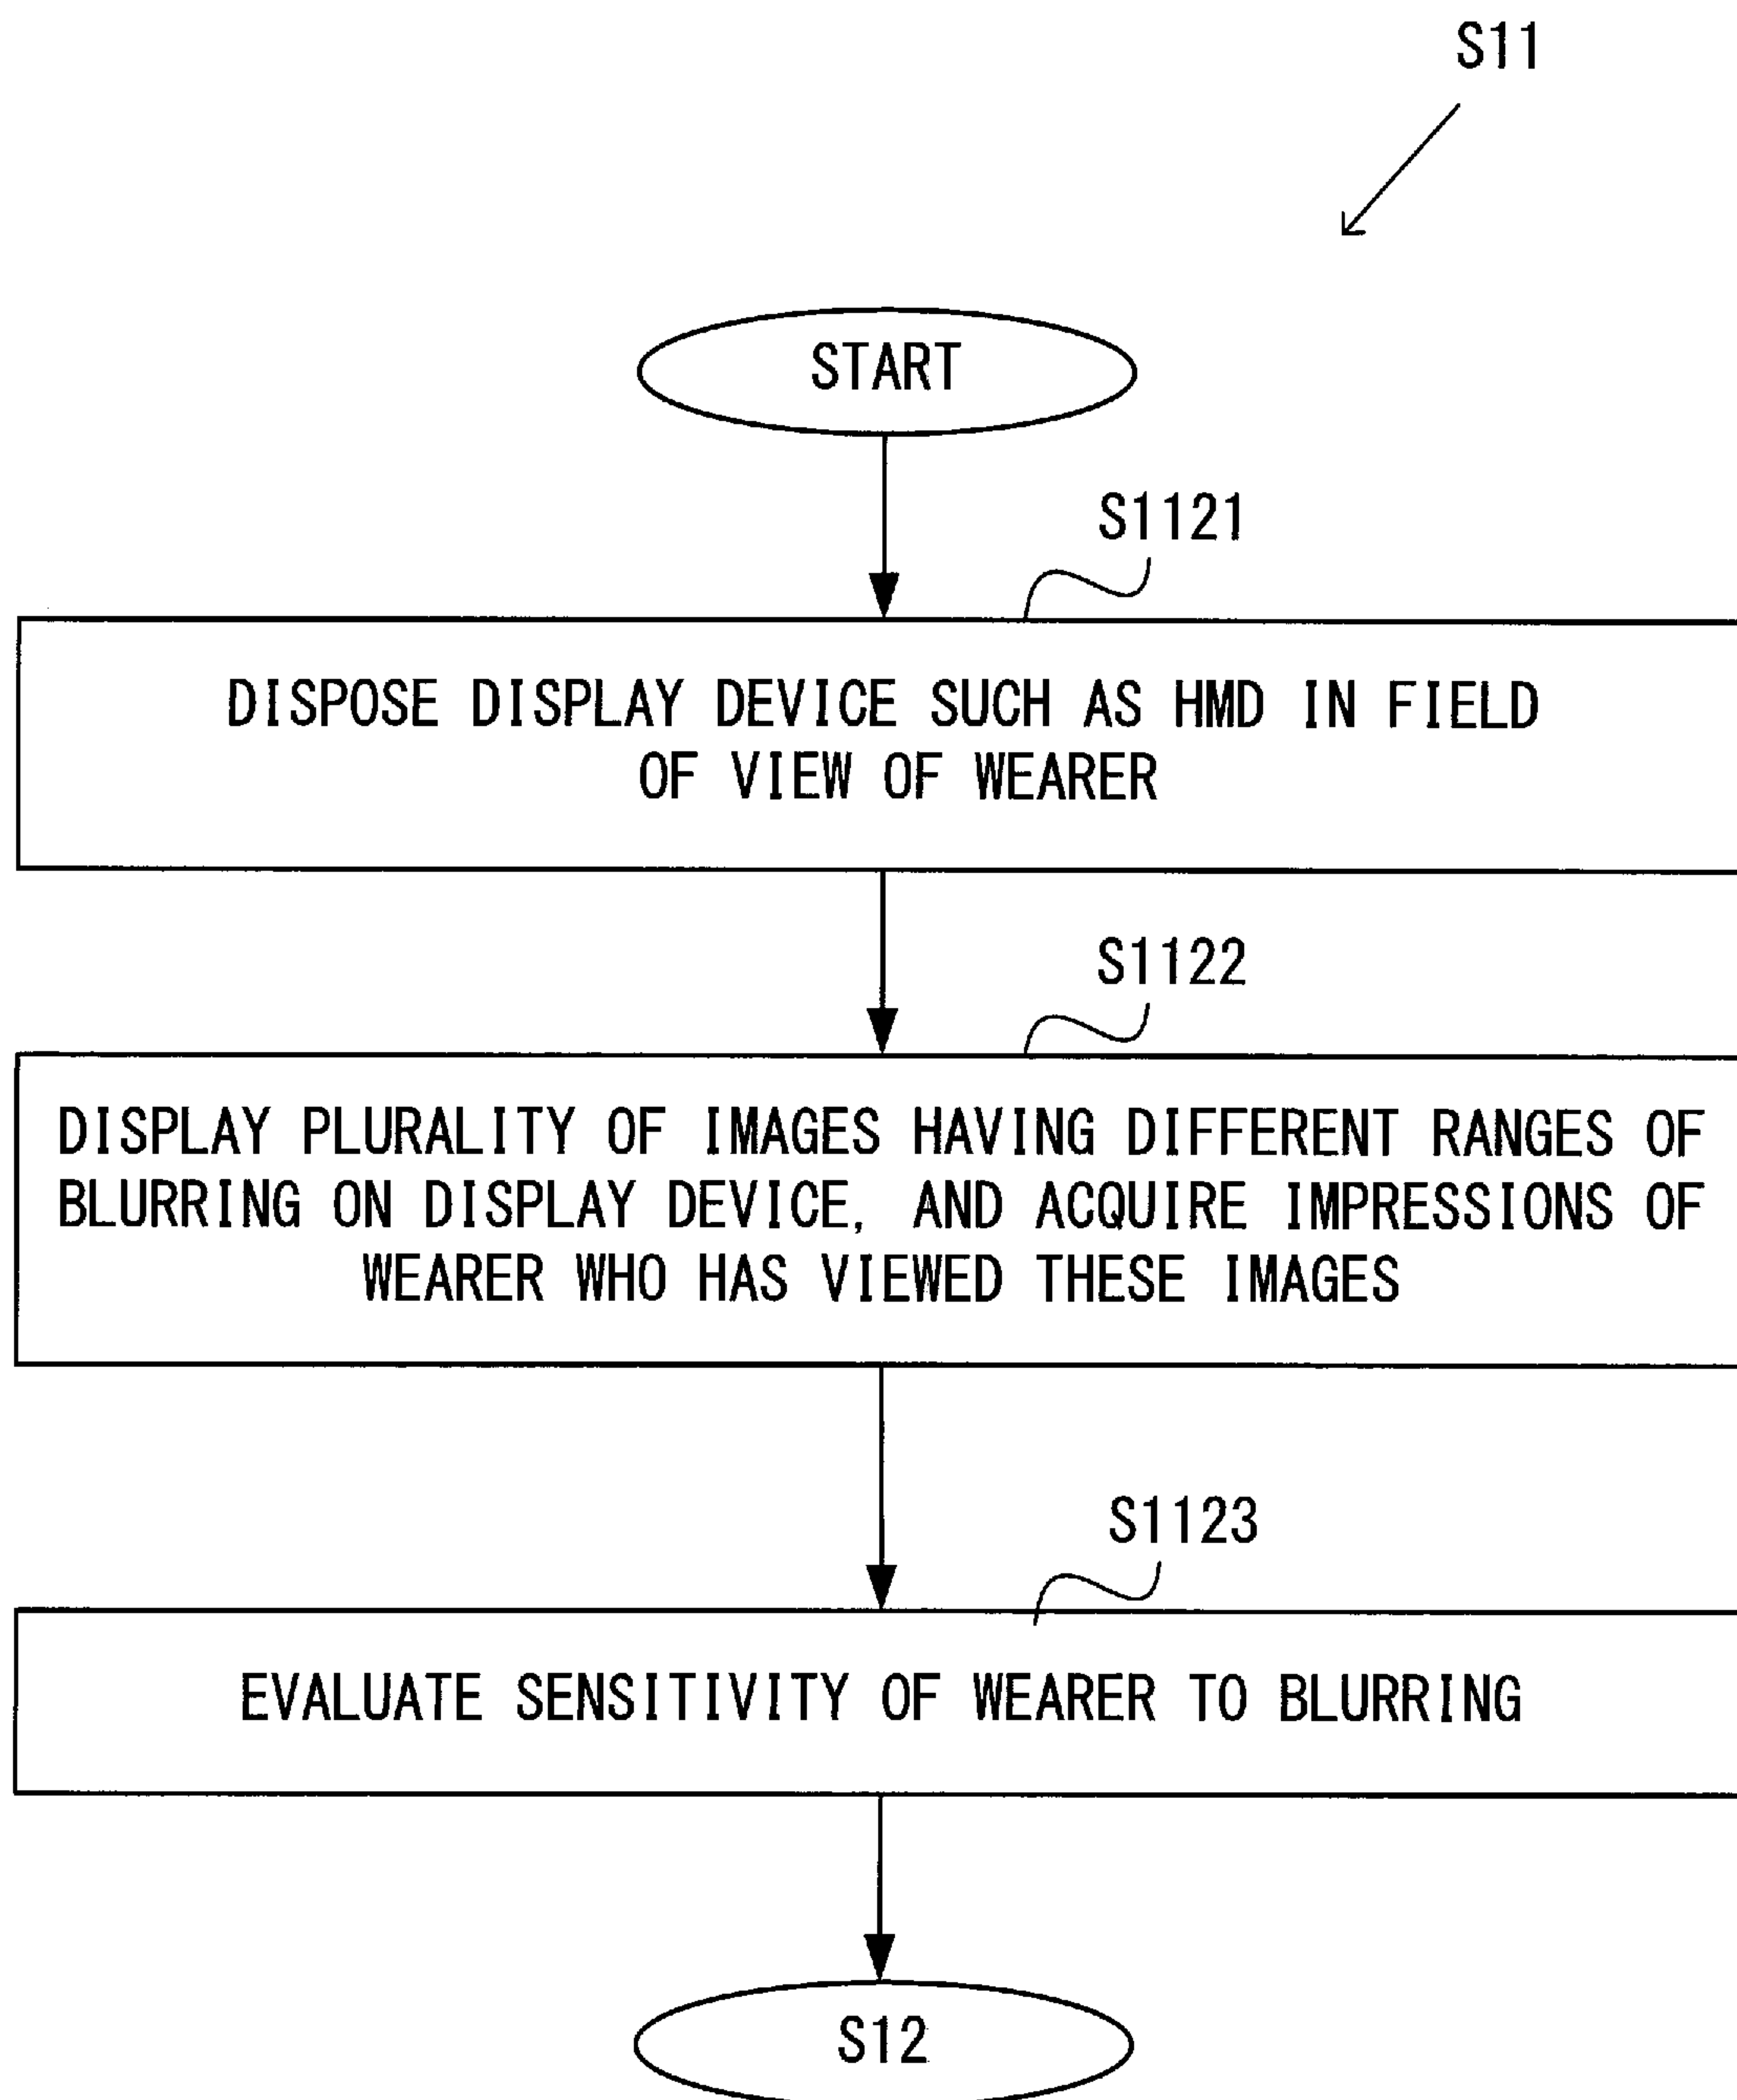 S11
START
S1121
DISPOSE DISPLAY DEVICE SUCH AS HMD IN FIELD
OF VIEW OF WEARER
S1122
DISPLAY PLURALITY OF IMAGES HAVING DIFFERENT RANGES OF
BLURRING ON DISPLAY DEVICE, AND ACQUIRE IMPRESSIONS OF
WEARER WHO HAS VIEWED THESE IMAGES
S1123
EVALUATE SENSITIVITY OF WEARER TO BLURRING
S12